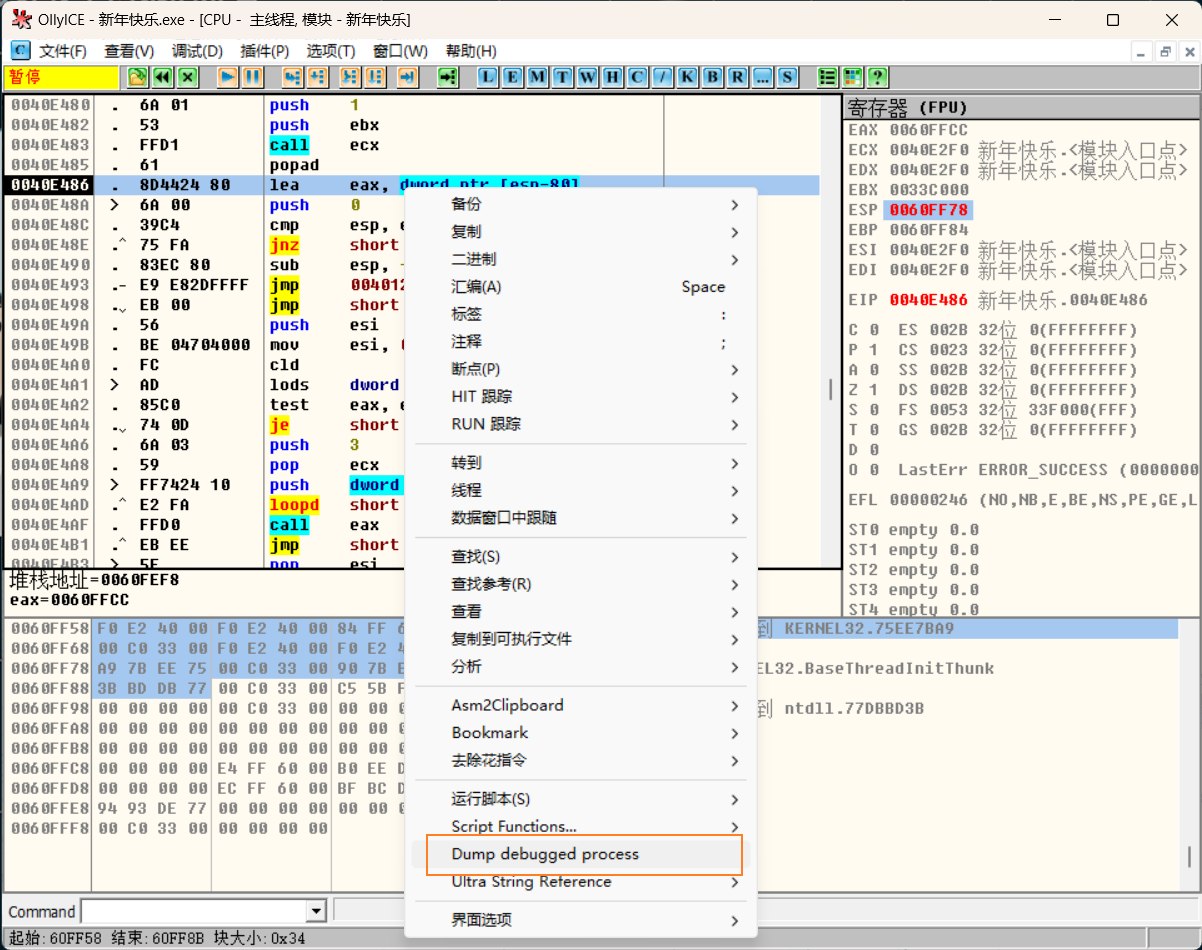 OllyICE - 新年快乐.exe - [CPU - 主线程, 模块 - 新年快乐]
C 文件(F) 查看(V) 调试(D) 插件(P) 选项(T) 窗口(W) 帮助(H)
暂停 L E M T W H C / K B R ... S ?
0040E480 . 6A 01 push 1
0040E482 . 53 push ebx
0040E483 . FFD1 call ecx
0040E485 . 61 popad
0040E486 . 8D4424 80 lea eax, dword ptr [esp-80]
0040E48A > 6A 00 push 0
0040E48C . 39C4 cmp esp, e
0040E48E .^ 75 FA jnz short
0040E490 . 83EC 80 sub esp, -
0040E493 .- E9 E82DFFFF jmp 004012
EB 00 jmp short
0040E49A . 56 push esi
0040E49B . BE 04704000 mov esi,
0040E4A0 . FC cld
0040E4A1 > AD lods dword
0040E4A2 . 85C0 test eax, e
0040E4A4 .v 74 0D je short
0040E4A6 . 6A 03 push 3
0040E4A8 . 59 pop ecx
0040E4A9 > FF7424 10 push dword
0040E4AD .^ E2 FA loopd short
0040E4AF . FFD0 call eax
0040E4B1 .^ EB EE jmp short
0040E4B3 > 5E pop esi
堆栈地址=0060FEF8
eax=0060FFCC
寄存器 (FPU)
EAX 0060FFCC
ECX 0040E2F0 新年快乐.<模块入口点>
EDX 0040E2F0 新年快乐.<模块入口点>
EBX 0033C000
ESP 0060FF78
EBP 0060FF84
ESI 0040E2F0 新年快乐.<模块入口点>
EDI 0040E2F0 新年快乐.<模块入口点>
EIP 0040E486 新年快乐.0040E486
C 0 ES 002B 32位 0(FFFFFFFF)
P 1 CS 0023 32位 0(FFFFFFFF)
A 0 SS 002B 32位 0(FFFFFFFF)
Z 1 DS 002B 32位 0(FFFFFFFF)
S 0 FS 0053 32位 33F000(FFF)
T 0 GS 002B 32位 0(FFFFFFFF)
D 0
O 0 LastErr ERROR_SUCCESS (0000000
EFL 00000246 (NO,NB,E,BE,NS,PE,GE,L
ST0 empty 0.0
ST1 empty 0.0
ST2 empty 0.0
ST3 empty 0.0
ST4 empty 0.0
备份
复制
二进制
汇编(A) Space
标签 :
注释 ;
断点(P)
HIT 跟踪
RUN 跟踪
转到
线程
数据窗口中跟随
查找(S)
查找参考(R)
查看
复制到可执行文件
分析
Asm2Clipboard
Bookmark
去除花指令
运行脚本(S)
Script Functions...
Dump debugged process
Ultra String Reference
界面选项
0060FF58 F0 E2 40 00 F0 E2 40 00 84 FF 6
0060FF68 00 C0 33 00 F0 E2 40 00 F0 E2 4
0060FF78 A9 7B EE 75 00 C0 33 00 90 7B E
0060FF88 3B BD DB 77 00 C0 33 00 C5 5B F
0060FF98 00 00 00 00 00 C0 33 00 00 00 0
0060FFA8 00 00 00 00 00 00 00 00 00 00 0
0060FFB8 00 00 00 00 00 00 00 00 00 00 0
0060FFC8 00 00 00 00 E4 FF 60 00 B0 EE D
0060FFD8 00 00 00 00 EC FF 60 00 BF BC D
0060FFE8 94 93 DE 77 00 00 00 00 00 00 0
0060FFF8 00 C0 33 00 00 00 00 00
到 KERNEL32.75EE7BA9
EL32.BaseThreadInitThunk
到 ntdll.77DBBD3B
Command
起始: 60FF58 结束: 60FF8B 块大小: 0x34